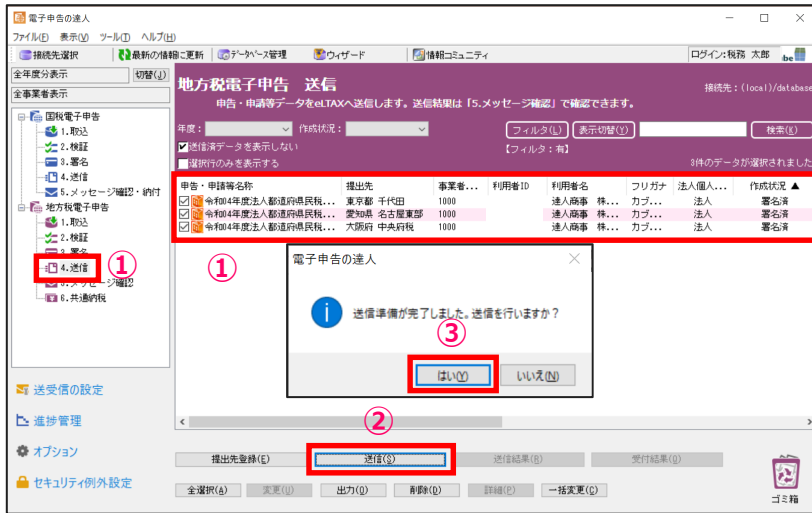 電子申告の達人
ファイル(F) 表示(V) ツール(T) ヘルプ(H)
接続先選択 最新の情報に更新 データベース管理 ウィザード 情報コミュニティ ログイン:税務 太郎
全年度分表示 切替(J)
全事業者表示
国税電子申告
1.取込
2.検証
3.署名
4.送信
5.メッセージ確認・納付
地方税電子申告
1.取込
2.検証
3.署名
4.送信
5.メッセージ確認
6.共通納税
①
送受信の設定
進捗管理
オプション
セキュリティ例外設定
地方税電子申告 送信
接続先:(local)/database
申告・申請等データをeLTAXへ送信します。送信結果は「5.メッセージ確認」で確認できます。
年度: 作成状況: フィルタ(L) 表示切替(Y) 検索(K)
送信済データを表示しない 【フィルタ:有】
選択行のみを表示する 3件のデータが選択されました
申告・申請等名称 提出先 事業者... 利用者ID 利用者名 フリガナ 法人個人... 作成状況 ▲
令和04年度法人都道府県民税... 東京都 千代田 1000 達人商事 株... カブ... 法人 署名済
令和04年度法人都道府県民税... 愛知県 名古屋東部 1000 達人商事 株... カブ... 法人 署名済
令和04年度法人都道府県民税... 大阪府 中央府税 1000 達人商事 株... カブ... 法人 署名済
①
電子申告の達人
送信準備が完了しました。送信を行いますか?
③
はい(Y) いいえ(N)
②
提出先登録(E) 送信(S) 送信結果(R) 受付結果(Q)
全選択(A) 変更(U) 出力(O) 削除(D) 詳細(P) 一括変更(C)
ゴミ箱